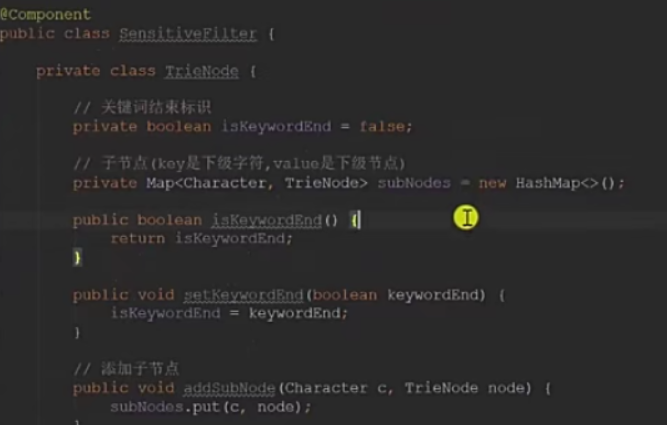 @Component
public class SensitiveFilter {
private class TrieNode {
// 关键词结束标识
private boolean isKeywordEnd = false;
// 子节点(key是下级字符,value是下级节点)
private Map<Character, TrieNode> subNodes = new HashMap<>();
public boolean isKeywordEnd() {
return isKeywordEnd;
}
public void setKeywordEnd(boolean keywordEnd) {
isKeywordEnd = keywordEnd;
}
// 添加子节点
public void addSubNode(Character c, TrieNode node) {
subNodes.put(c, node);
}